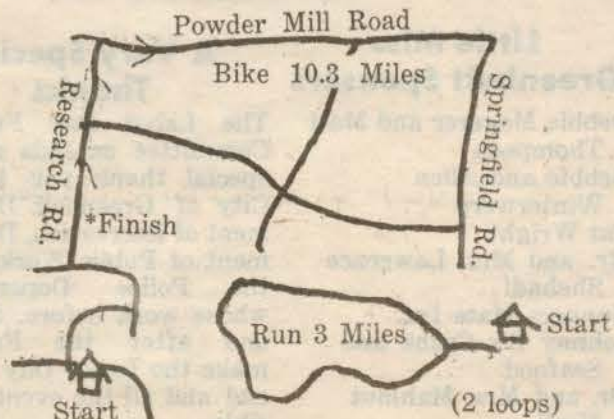 Powder Mill Road
Bike 10.3 Miles
Research Rd.
Springfield Rd.
*Finish
Run 3 Miles
Start
Start
(2 loops)